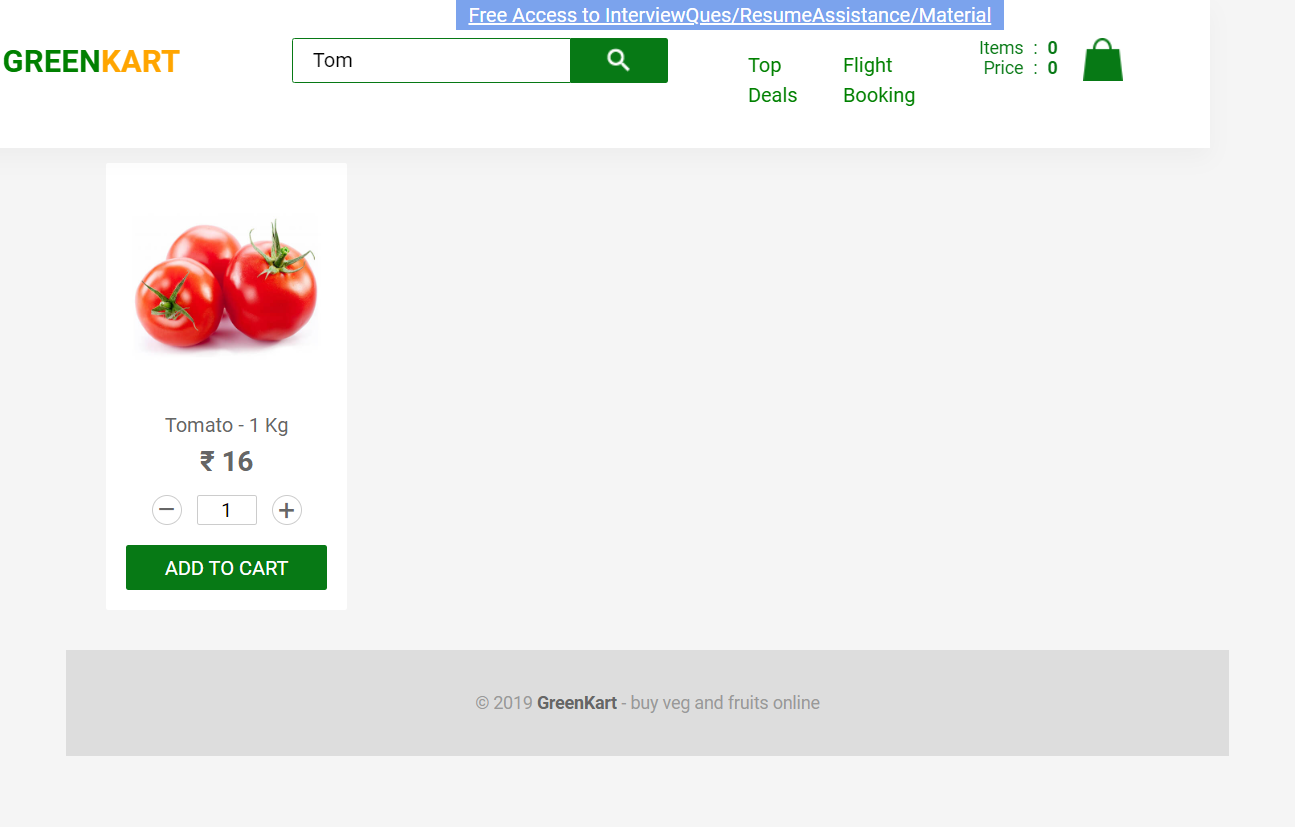 Free Access to InterviewQues/ResumeAssistance/Material
GREENKART
Tom
Top
Deals
Flight
Booking
Items : 0
Price : 0
Tomato - 1 Kg
₹ 16
− 1 +
ADD TO CART
© 2019 GreenKart - buy veg and fruits online